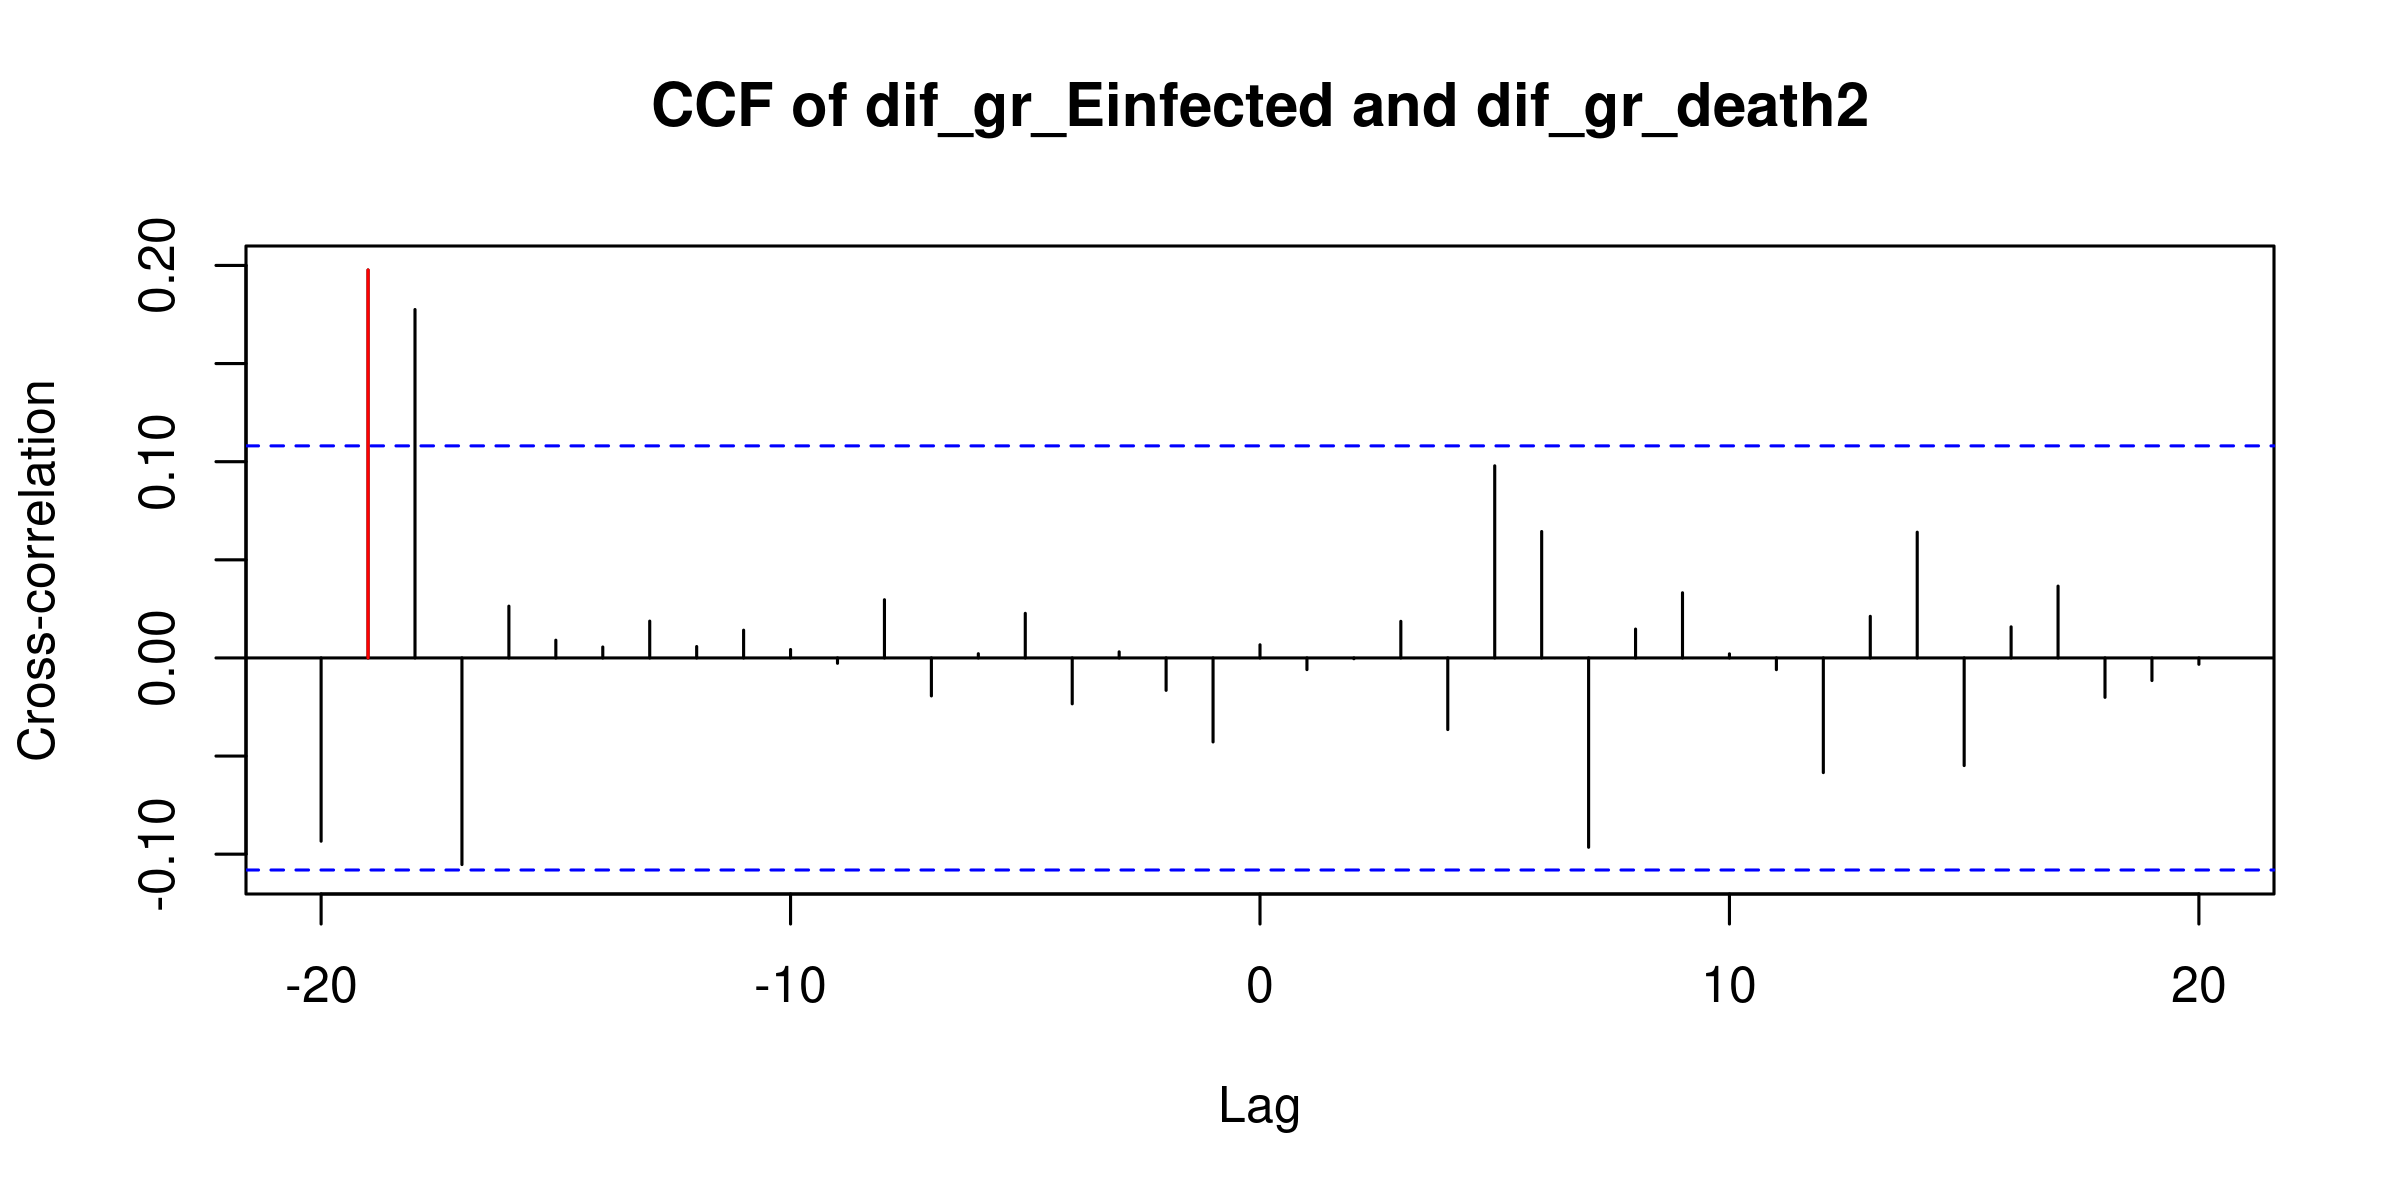 CCF of dif_gr_Einfected and dif_gr_death2
Cross-correlation
0.20
0.10
0.00
-0.10
-20 -10 0 10 20
Lag